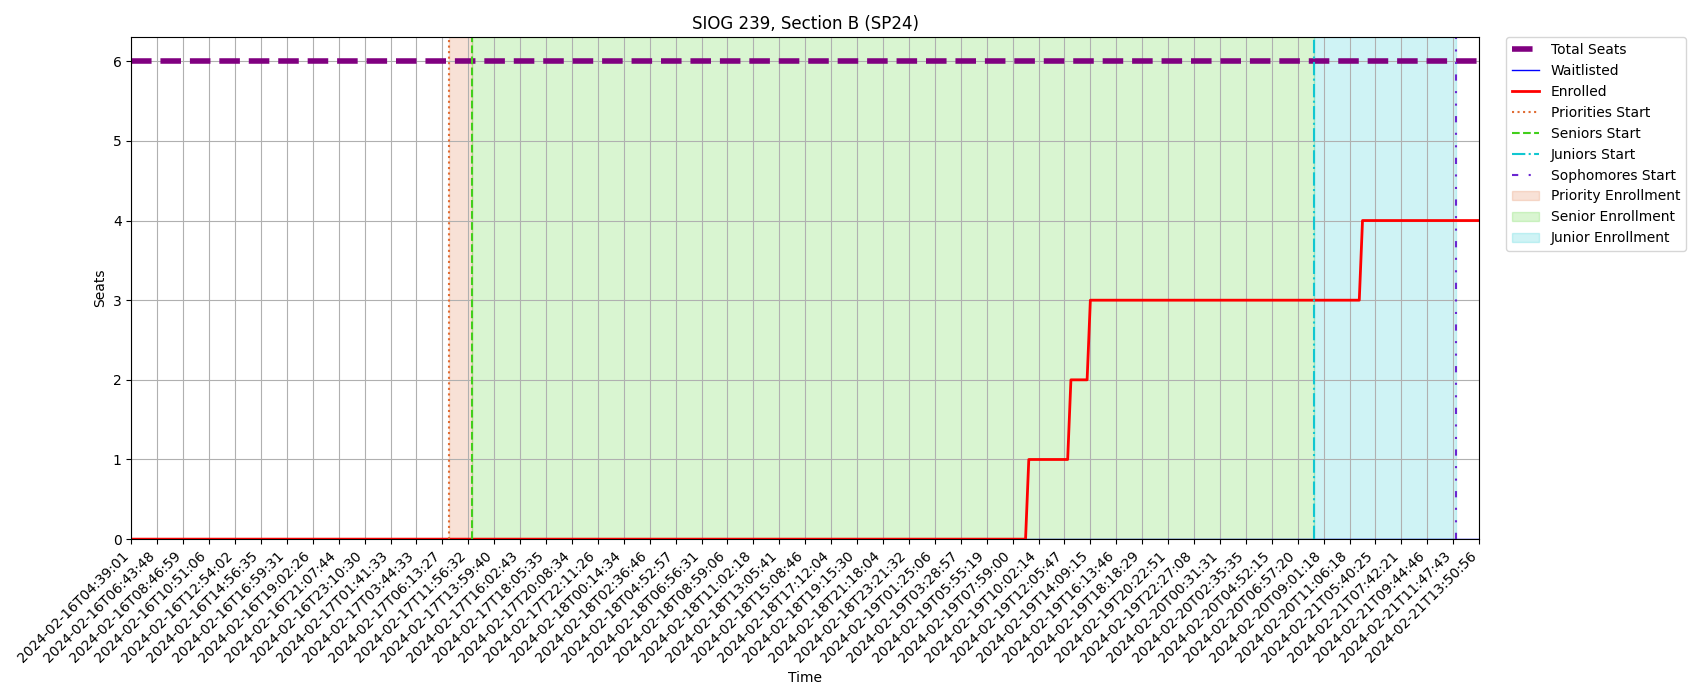 SIOG 239, Section B (SP24)
Total Seats
Waitlisted
Enrolled
Priorities Start
Seniors Start
Juniors Start
Sophomores Start
Priority Enrollment
Senior Enrollment
Junior Enrollment
Seats
6
5
4
3
2
1
0
2024-02-16T04:39:01
2024-02-16T06:43:48
2024-02-16T08:46:59
2024-02-16T10:51:06
2024-02-16T12:54:02
2024-02-16T14:56:35
2024-02-16T16:59:31
2024-02-16T19:02:26
2024-02-16T21:07:44
2024-02-16T23:10:30
2024-02-17T01:41:33
2024-02-17T03:44:33
2024-02-17T06:13:27
2024-02-17T11:56:32
2024-02-17T13:59:40
2024-02-17T16:02:43
2024-02-17T18:05:35
2024-02-17T20:08:34
2024-02-17T22:11:26
2024-02-18T00:14:34
2024-02-18T02:36:46
2024-02-18T04:52:57
2024-02-18T06:56:31
2024-02-18T08:59:06
2024-02-18T11:02:18
2024-02-18T13:05:41
2024-02-18T15:08:46
2024-02-18T17:12:04
2024-02-18T19:15:30
2024-02-18T21:18:04
2024-02-18T23:21:32
2024-02-19T01:25:06
2024-02-19T03:28:57
2024-02-19T05:55:19
2024-02-19T07:59:00
2024-02-19T10:02:14
2024-02-19T12:05:47
2024-02-19T14:09:15
2024-02-19T16:13:46
2024-02-19T18:18:29
2024-02-19T20:22:51
2024-02-19T22:27:08
2024-02-20T00:31:31
2024-02-20T02:35:35
2024-02-20T04:52:15
2024-02-20T06:57:20
2024-02-20T09:01:18
2024-02-20T11:06:18
2024-02-21T05:40:25
2024-02-21T07:42:21
2024-02-21T09:44:46
2024-02-21T11:47:43
2024-02-21T13:50:56
Time